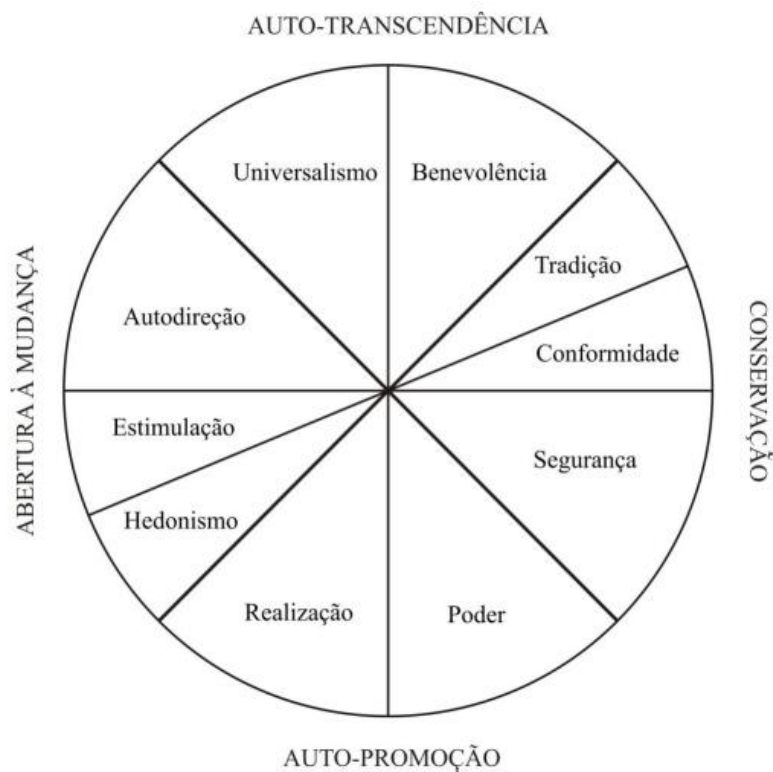 AUTO-TRANSCENDÊNCIA
Universalismo
Benevolência
Tradição
Conformidade
Autodireção
Estimulação
Segurança
Hedonismo
Realização
Poder
ABERTURA À MUDANÇA
CONSERVAÇÃO
AUTO-PROMOÇÃO